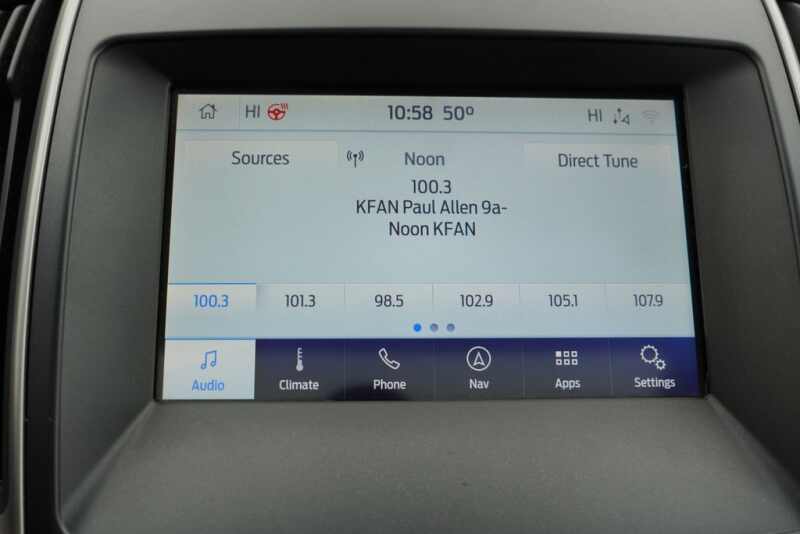 HI 10:58 50° HI
Sources Noon Direct Tune
100.3
KFAN Paul Allen 9a-
Noon KFAN
100.3 101.3 98.5 102.9 105.1 107.9
Audio Climate Phone Nav Apps Settings